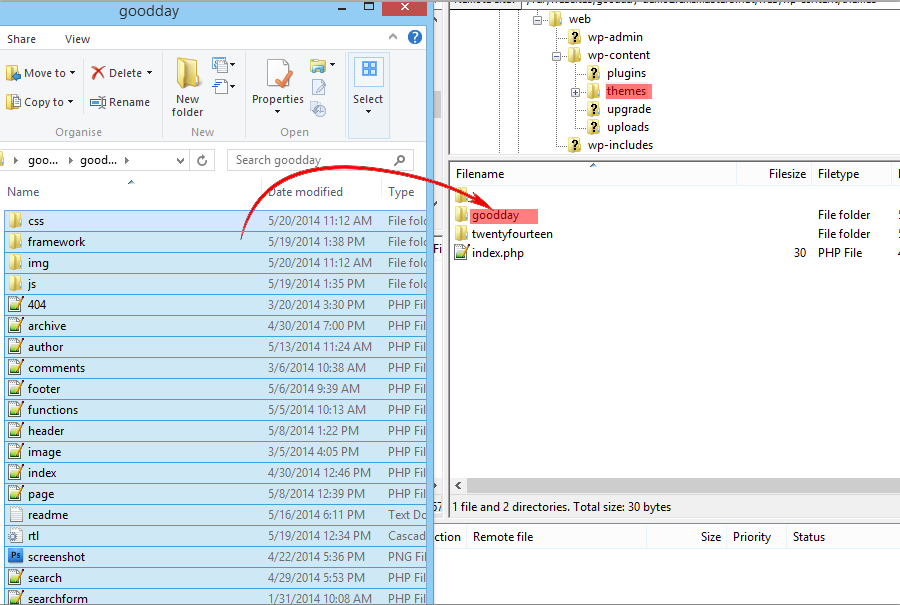 goodday
Share View
Move to Delete
Copy to Rename
New folder
Properties
Select
Organise New Open
goo... good...
Search goodday
Name Date modified Type
css 5/20/2014 11:12 AM File fold
framework 5/19/2014 1:38 PM File fold
img 5/20/2014 11:12 AM File fold
js 5/19/2014 1:35 PM File fold
404 3/20/2014 3:30 PM PHP Fil
archive 4/30/2014 7:00 PM PHP Fil
author 5/13/2014 11:24 AM PHP Fil
comments 3/6/2014 10:38 AM PHP Fil
footer 5/6/2014 9:39 AM PHP Fil
functions 5/5/2014 10:13 AM PHP Fil
header 5/8/2014 1:22 PM PHP Fil
image 3/5/2014 4:05 PM PHP Fil
index 4/30/2014 12:46 PM PHP Fil
page 5/8/2014 12:39 PM PHP Fil
readme 5/16/2014 6:11 PM Text Do
rtl 5/19/2014 12:34 PM Cascad
screenshot 4/22/2014 5:36 PM PNG Fi
search 4/29/2014 5:53 PM PHP Fil
searchform 1/31/2014 10:08 AM PHP Fil
web
wp-admin
wp-content
plugins
themes
upgrade
uploads
wp-includes
Filename Filesize Filetype
..
goodday File folder
twentyfourteen File folder
index.php 30 PHP File
1 file and 2 directories. Total size: 30 bytes
ction Remote file Size Priority Status